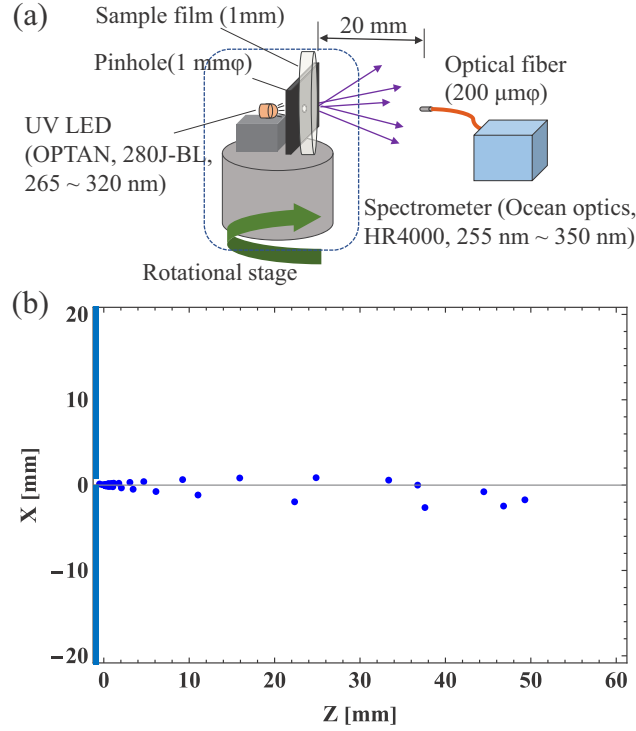 (a)
Sample film (1mm)
20 mm
Pinhole(1 mmφ)
Optical fiber
(200 μmφ)
UV LED
(OPTAN, 280J-BL,
265 ~ 320 nm)
Spectrometer (Ocean optics,
HR4000, 255 nm ~ 350 nm)
Rotational stage
(b)
20
10
0
−10
−20
X [mm]
0 10 20 30 40 50 60
Z [mm]